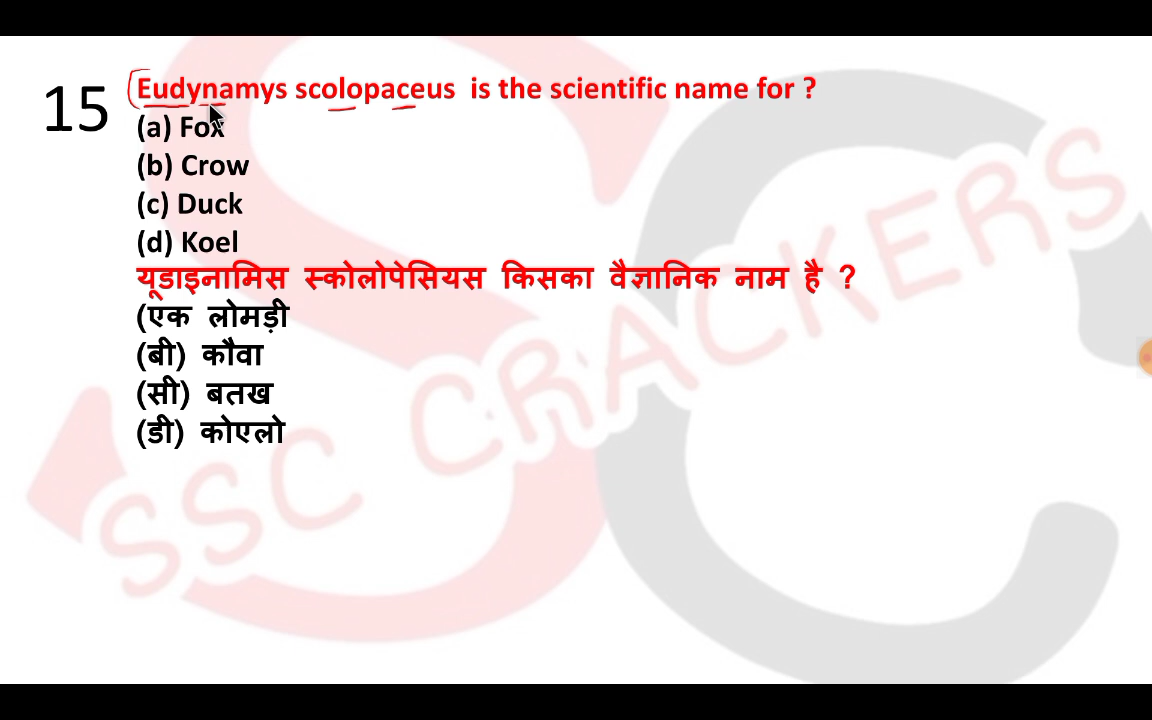 15
Eudynamys scolopaceus is the scientific name for ?
(a) Fox
(b) Crow
(c) Duck
(d) Koel
यूडाइनामिस स्कोलोपेसियस किसका वैज्ञानिक नाम है ?
(एक लोमड़ी
(बी) कौवा
(सी) बतख
(डी) कोएलो
SSC CRACKERS